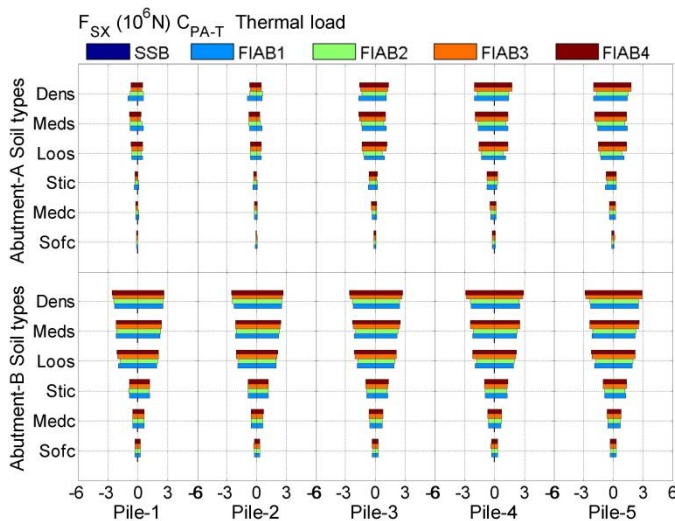 F_SX (10^6N) C_PA-T Thermal load
SSB FIAB1 FIAB2 FIAB3 FIAB4
Abutment-A Soil types
Dens
Meds
Loos
Stic
Medc
Sofc
Abutment-B Soil types
Dens
Meds
Loos
Stic
Medc
Sofc
-6 -3 0 3 -6 -3 0 3 -6 -3 0 3 -6 -3 0 3 -6 -3 0 3 6
Pile-1 Pile-2 Pile-3 Pile-4 Pile-5